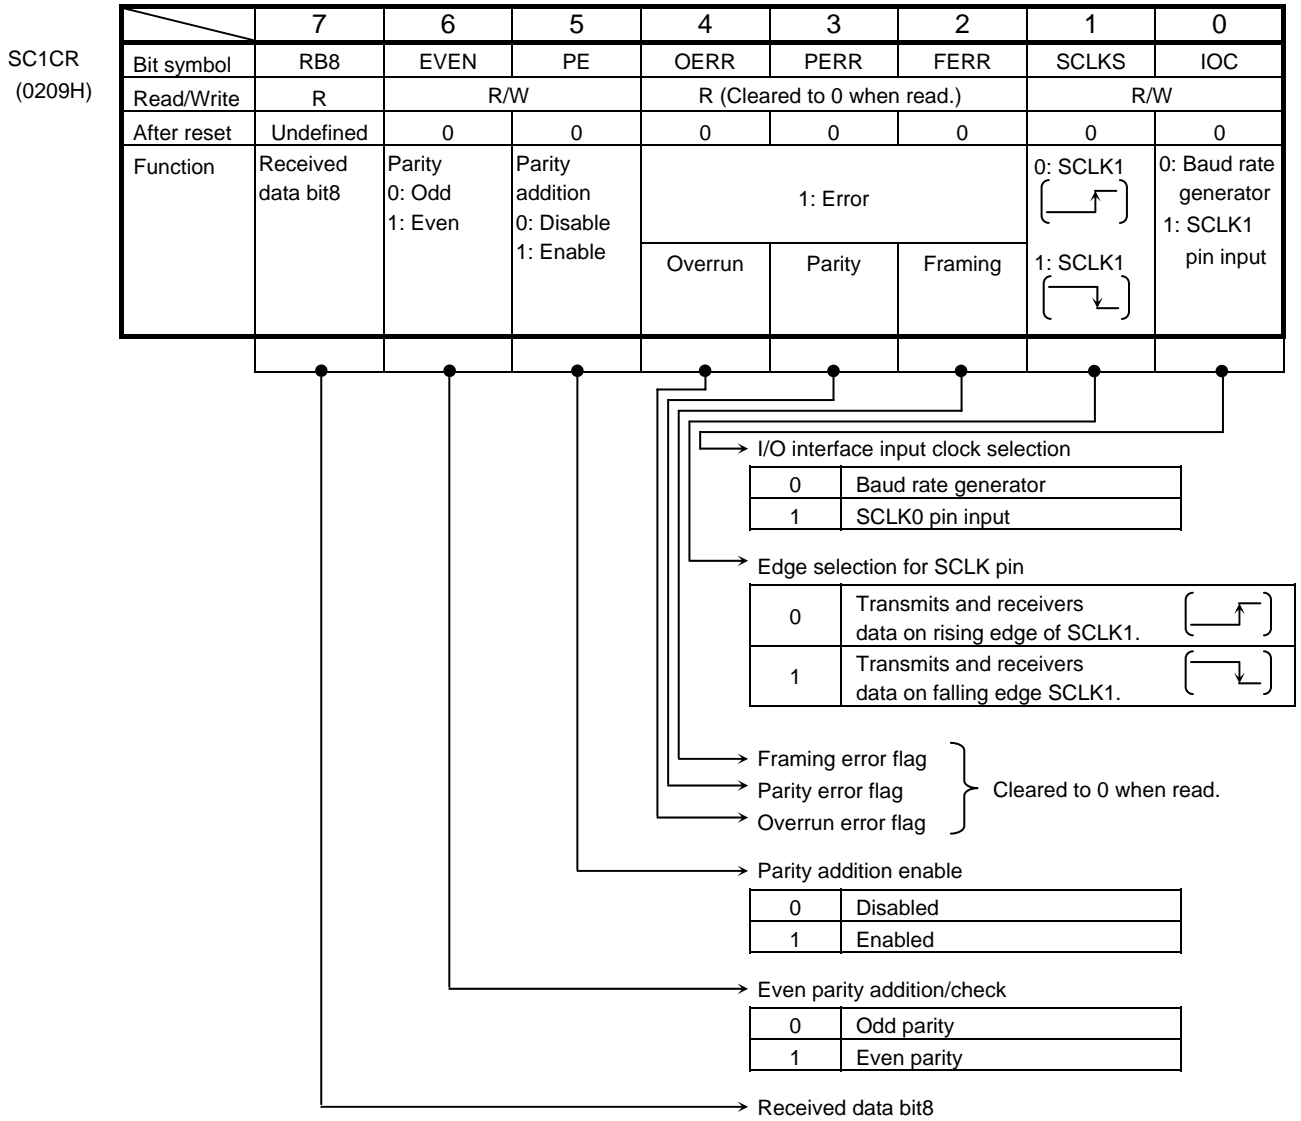 7 6 5 4 3 2 1 0
SC1CR
(0209H)
Bit symbol RB8 EVEN PE OERR PERR FERR SCLKS IOC
Read/Write R R/W R (Cleared to 0 when read.) R/W
After reset Undefined 0 0 0 0 0 0 0
Function
Received
data bit8
Parity
0: Odd
1: Even
Parity
addition
0: Disable
1: Enable
1: Error
Overrun Parity Framing
0: SCLK1
1: SCLK1
0: Baud rate
generator
1: SCLK1
pin input
I/O interface input clock selection
0 Baud rate generator
1 SCLK0 pin input
Edge selection for SCLK pin
0 Transmits and receivers
data on rising edge of SCLK1.
1 Transmits and receivers
data on falling edge SCLK1.
Framing error flag
Parity error flag
Overrun error flag
Cleared to 0 when read.
Parity addition enable
0 Disabled
1 Enabled
Even parity addition/check
0 Odd parity
1 Even parity
Received data bit8